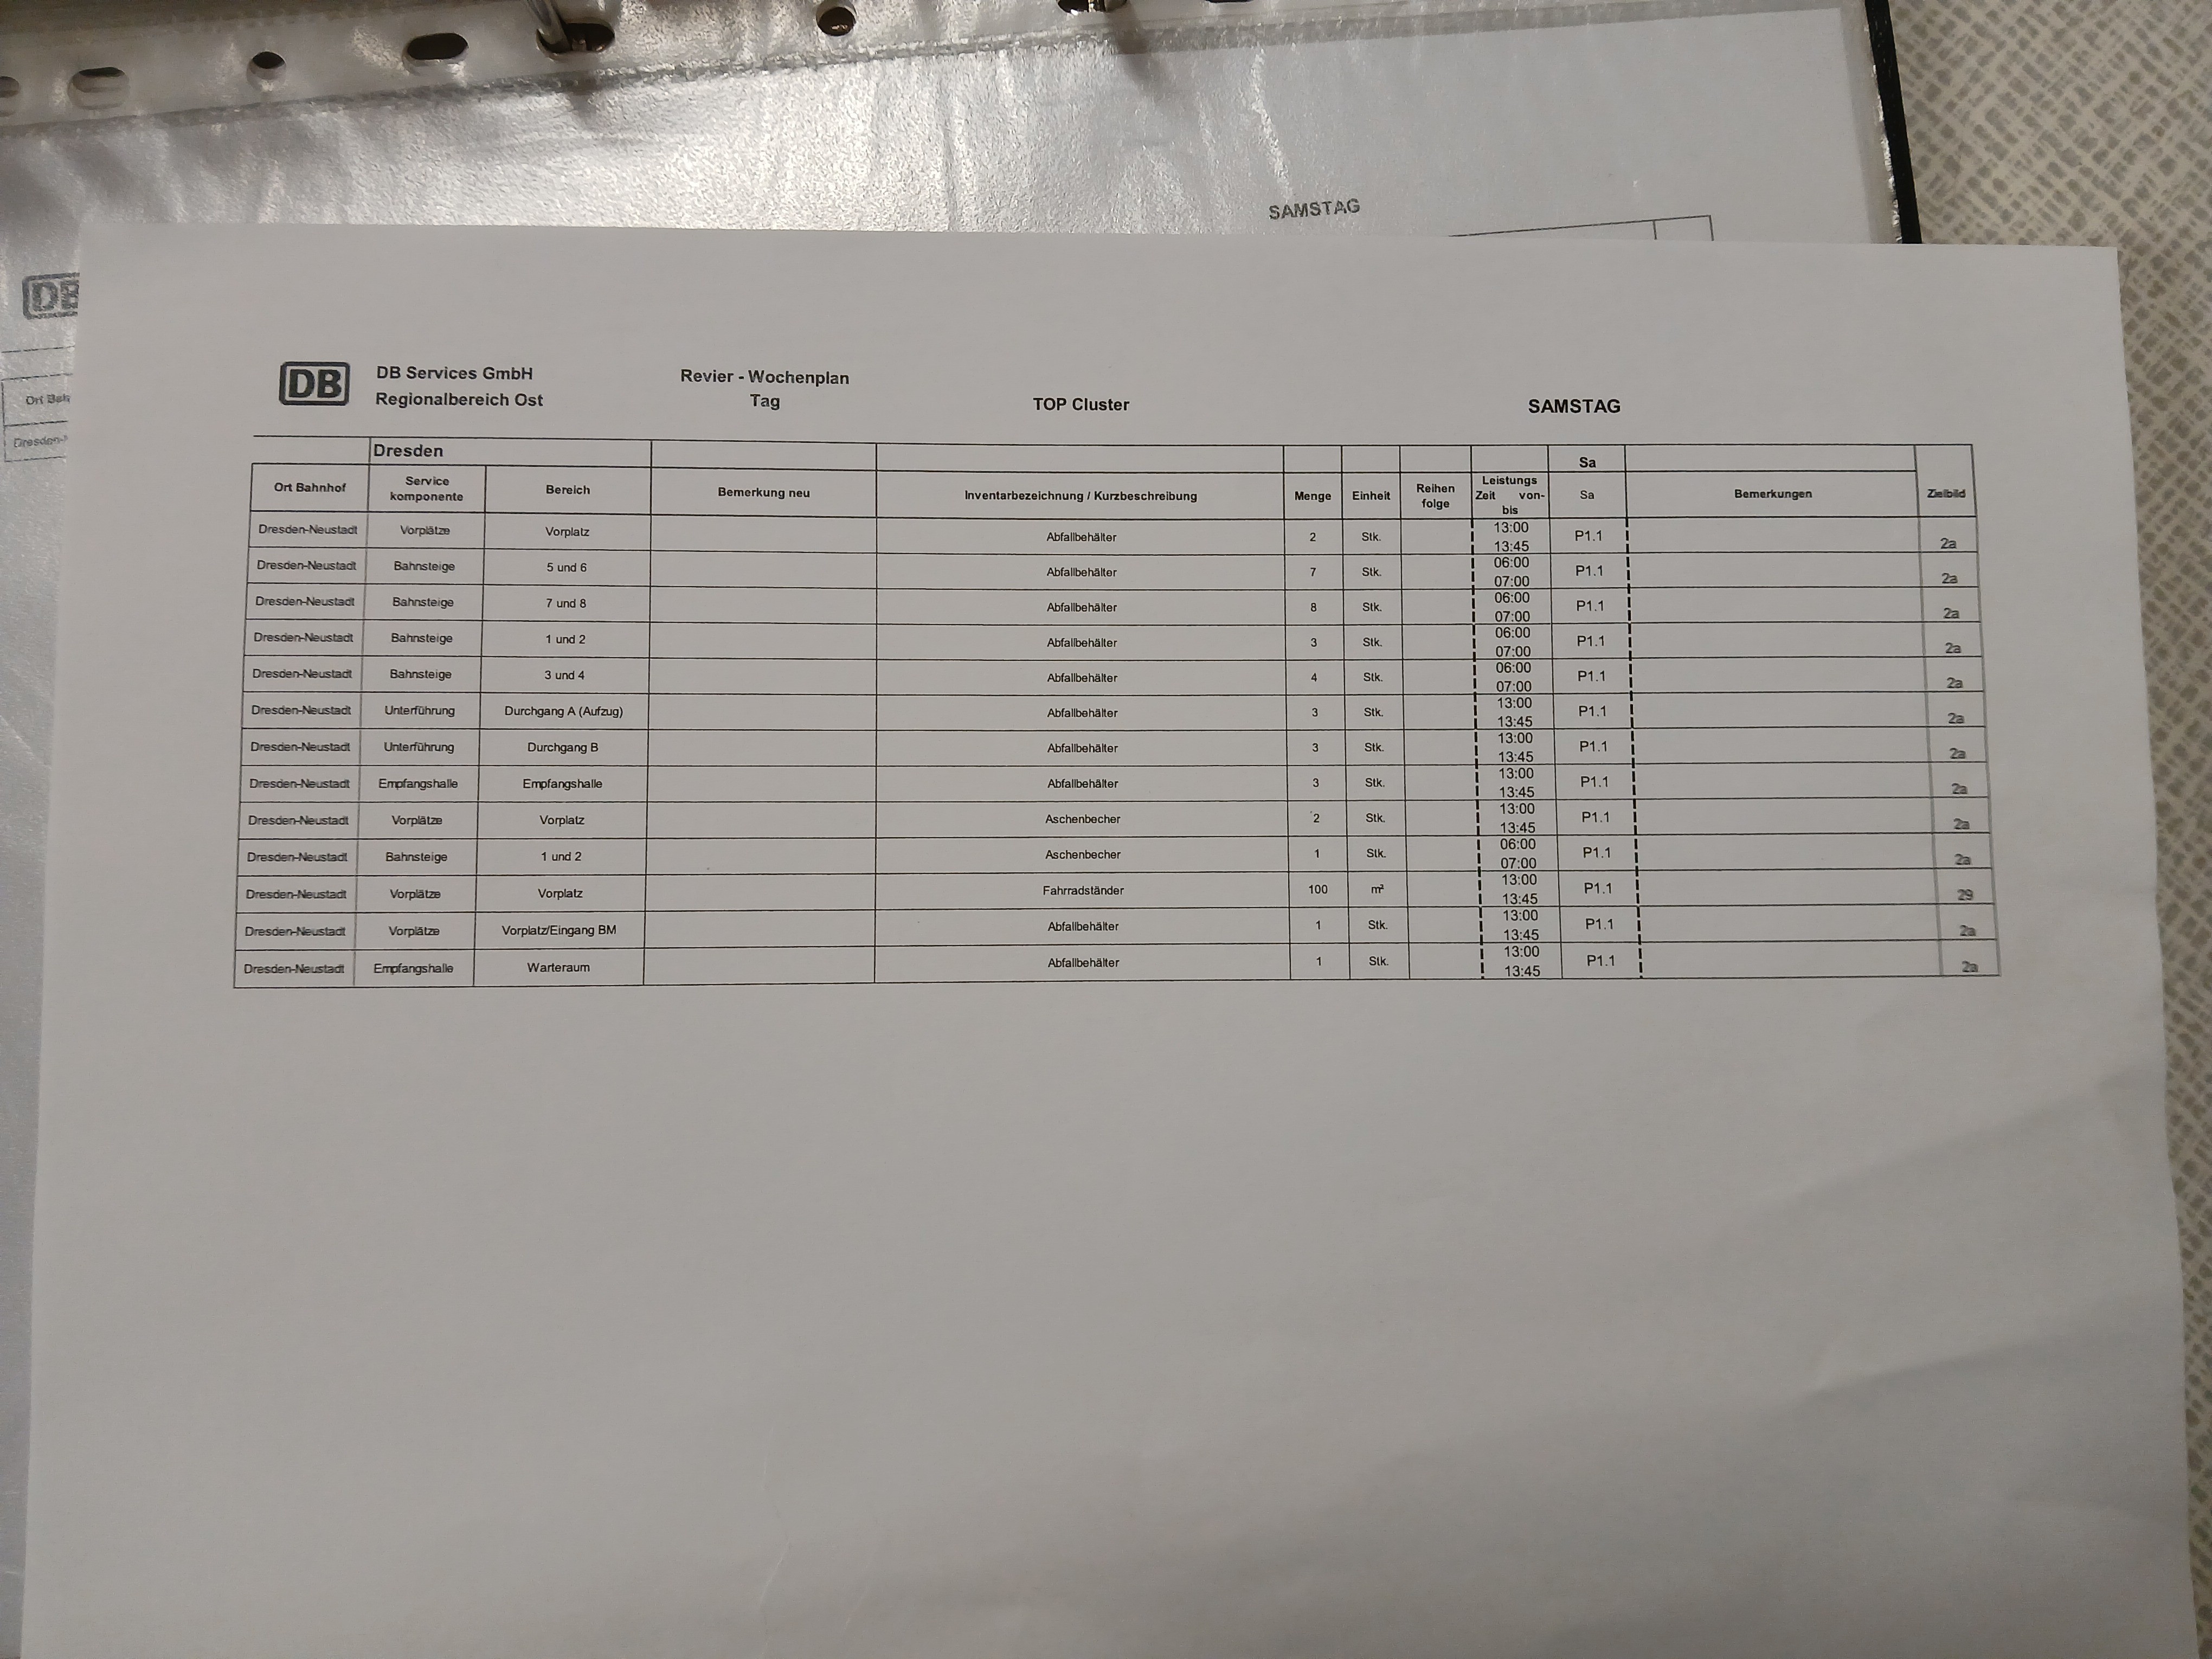 SAMSTAG
DB
Ort Bah
Dresden-N
DB DB Services GmbH Revier - Wochenplan
Regionalbereich Ost Tag TOP Cluster SAMSTAG
Dresden Sa
Ort Bahnhof Service komponente Bereich Bemerkung neu Inventarbezeichnung / Kurzbeschreibung Menge Einheit Reihen folge Leistungs Zeit von- bis Sa Bemerkungen Zielbild
Dresden-Neustadt Vorplätze Vorplatz Abfallbehälter 2 Stk. 13:00 13:45 P1.1 2a
Dresden-Neustadt Bahnsteige 5 und 6 Abfallbehälter 7 Stk. 06:00 07:00 P1.1 2a
Dresden-Neustadt Bahnsteige 7 und 8 Abfallbehälter 8 Stk. 06:00 07:00 P1.1 2a
Dresden-Neustadt Bahnsteige 1 und 2 Abfallbehälter 3 Stk. 06:00 07:00 P1.1 2a
Dresden-Neustadt Bahnsteige 3 und 4 Abfallbehälter 4 Stk. 06:00 07:00 P1.1 2a
Dresden-Neustadt Unterführung Durchgang A (Aufzug) Abfallbehälter 3 Stk. 13:00 13:45 P1.1 2a
Dresden-Neustadt Unterführung Durchgang B Abfallbehälter 3 Stk. 13:00 13:45 P1.1 2a
Dresden-Neustadt Empfangshalle Empfangshalle Abfallbehälter 3 Stk. 13:00 13:45 P1.1 2a
Dresden-Neustadt Vorplätze Vorplatz Aschenbecher 2 Stk. 13:00 13:45 P1.1 2a
Dresden-Neustadt Bahnsteige 1 und 2 Aschenbecher 1 Stk. 06:00 07:00 P1.1 2a
Dresden-Neustadt Vorplätze Vorplatz Fahrradständer 100 m² 13:00 13:45 P1.1 29
Dresden-Neustadt Vorplätze Vorplatz/Eingang BM Abfallbehälter 1 Stk. 13:00 13:45 P1.1 2a
Dresden-Neustadt Empfangshalle Warteraum Abfallbehälter 1 Stk. 13:00 13:45 P1.1 2a